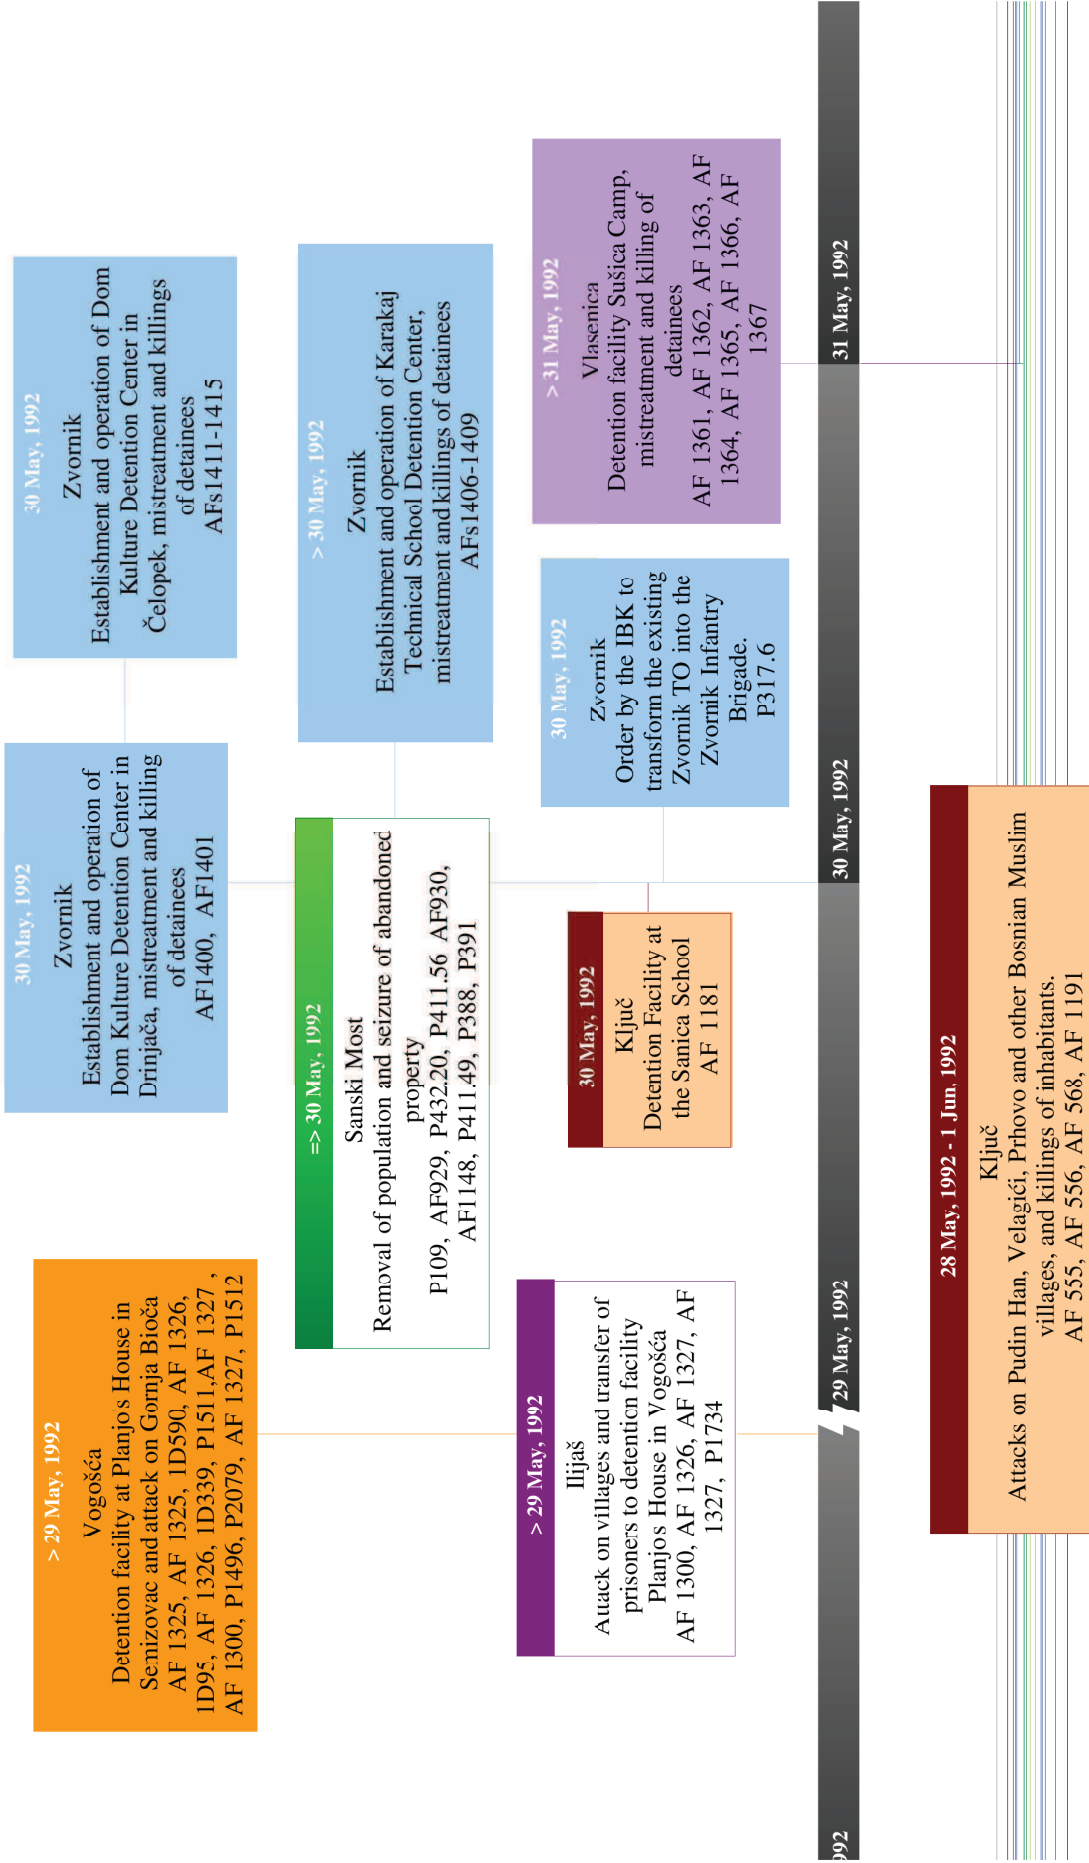 > 29 May, 1992
Vogošća
Detention facility at Planjo's House in
Semizovac and attack on Gornja Bioča
AF 1325, AF 1325, 1D590, AF 1326,
1D95, AF 1326, 1D339, P1511,AF 1327 ,
AF 1300, P1496, P2079, AF 1327, P1512
30 May, 1992
Zvornik
Establishment and operation of
Dom Kulture Detention Center in
Drinjača, mistreatment and killing
of detainees
AF1400, AF1401
30 May, 1992
Zvornik
Establishment and operation of Dom
Kulture Detention Center in
Čelopek, mistreatment and killings
of detainees
AFs1411-1415
=> 30 May, 1992
Sanski Most
Removal of population and seizure of abandoned
property
P109, AF929, P432.20, P411.56 AF930,
AF1148, P411.49, P388, P391
> 30 May, 1992
Zvornik
Establishment and operation of Karakaj
Technical School Detention Center,
mistreatment and killings of detainees
AFs1406-1409
> 29 May, 1992
Ilijaš
Attack on villages and transfer of
prisoners to detention facility
Planjos House in Vogošća
AF 1300, AF 1326, AF 1327, AF
1327, P1734
30 May, 1992
Ključ
Detention Facility at
the Sanica School
AF 1181
30 May, 1992
Zvornik
Order by the IBK to
transform the existing
Zvornik TO into the
Zvornik Infantry
Brigade.
P317.6
> 31 May, 1992
Vlasenica
Detention facility Sušica Camp,
mistreatment and killing of
detainees
AF 1361, AF 1362, AF 1363, AF
1364, AF 1365, AF 1366, AF
1367
992
29 May, 1992
30 May, 1992
31 May, 1992
28 May, 1992 - 1 Jun, 1992
Ključ
Attacks on Pudin Han, Velagići, Prhovo and other Bosnian Muslim
villages, and killings of inhabitants.
AF 555, AF 556, AF 568, AF 1191